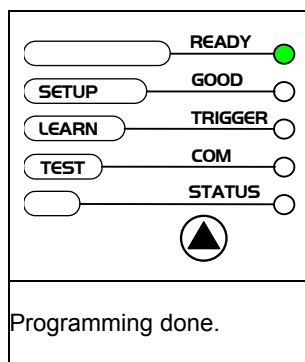 READY
SETUP GOOD
LEARN TRIGGER
TEST COM
STATUS
Programming done.